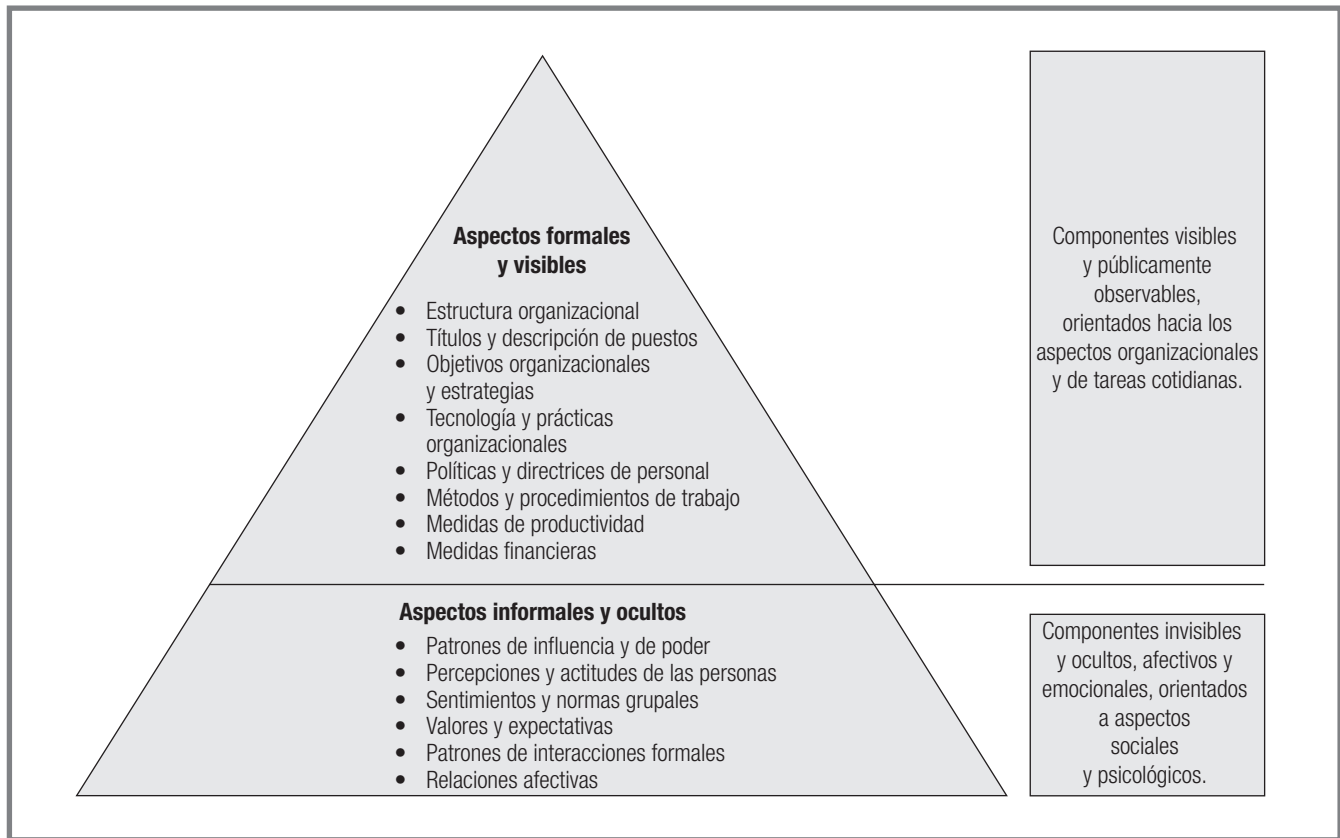 Aspectos formales
y visibles
• Estructura organizacional
• Títulos y descripción de puestos
• Objetivos organizacionales
y estrategias
• Tecnología y prácticas
organizacionales
• Políticas y directrices de personal
• Métodos y procedimientos de trabajo
• Medidas de productividad
• Medidas financieras
Componentes visibles
y públicamente
observables,
orientados hacia los
aspectos organizacionales
y de tareas cotidianas.
Aspectos informales y ocultos
• Patrones de influencia y de poder
• Percepciones y actitudes de las personas
• Sentimientos y normas grupales
• Valores y expectativas
• Patrones de interacciones formales
• Relaciones afectivas
Componentes invisibles
y ocultos, afectivos y
emocionales, orientados
a aspectos
sociales
y psicológicos.